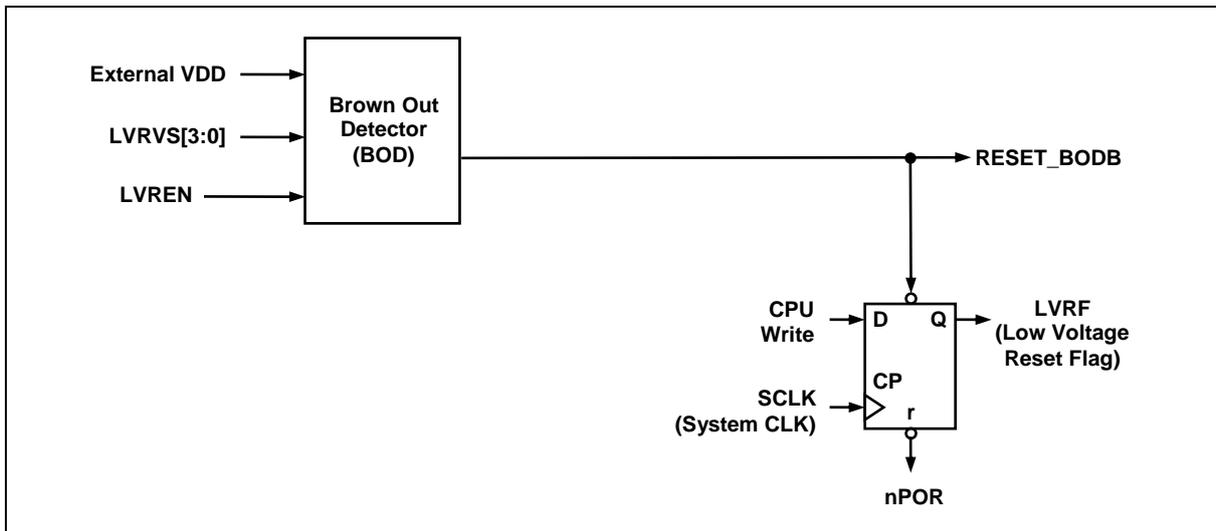 External VDD
LVRVS[3:0]
LVREN
Brown Out
Detector
(BOD)
RESET_BODB
CPU
Write
D
Q
LVRF
(Low Voltage
Reset Flag)
CP
SCLK
(System CLK)
r
nPOR